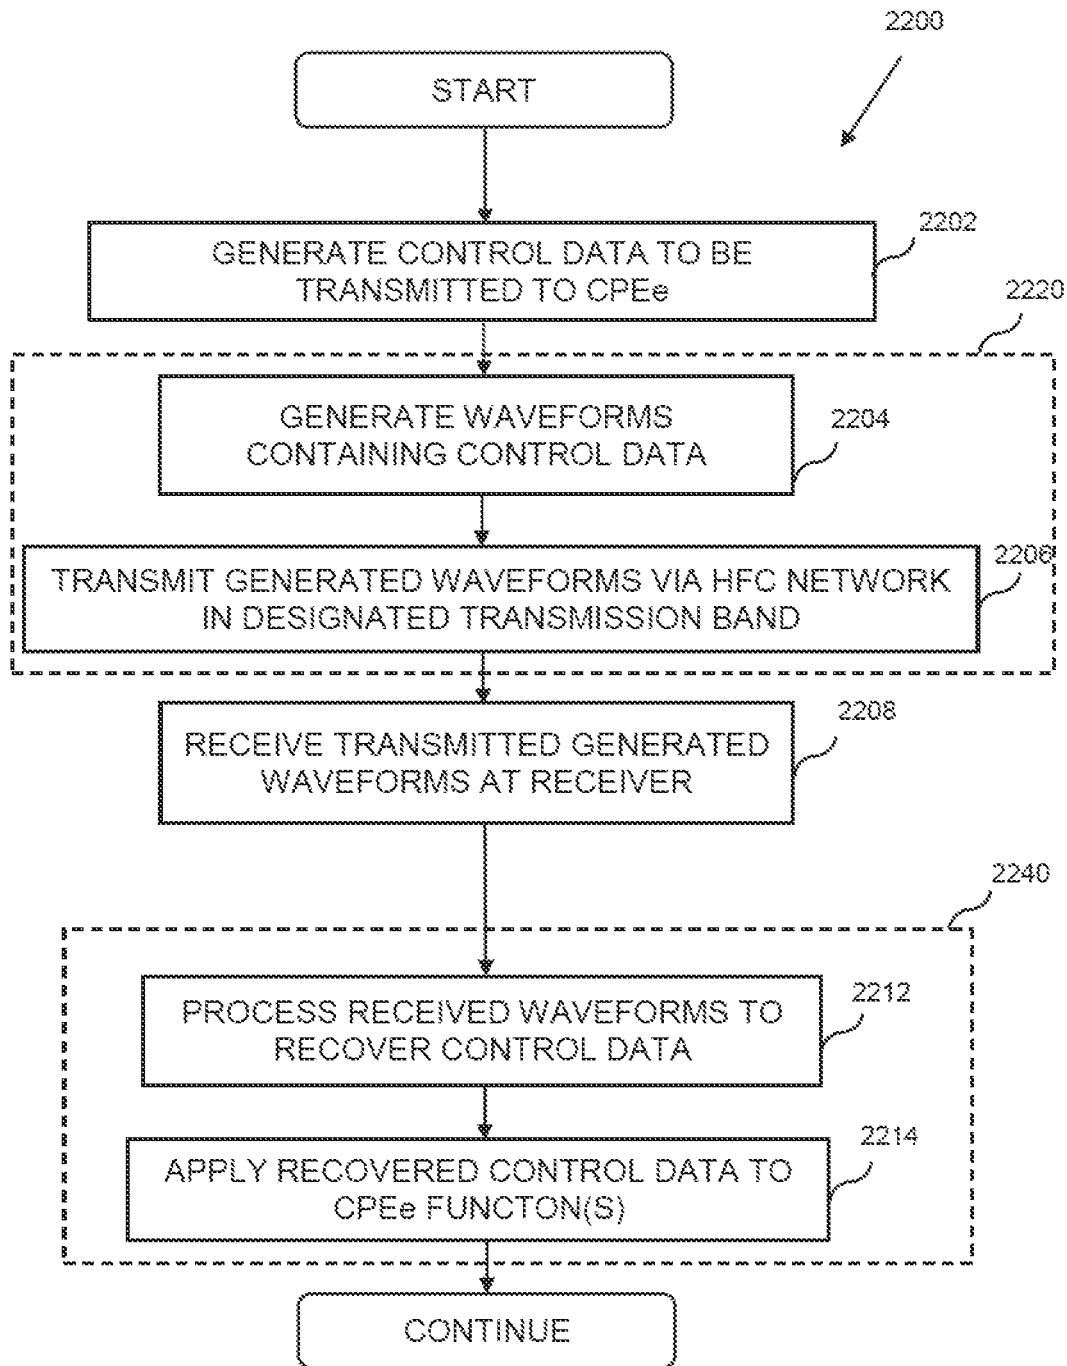 2200
START
2202
GENERATE CONTROL DATA TO BE
TRANSMITTED TO CPEe
2220
GENERATE WAVEFORMS
CONTAINING CONTROL DATA
2204
TRANSMIT GENERATED WAVEFORMS VIA HFC NETWORK
IN DESIGNATED TRANSMISSION BAND
2206
2208
RECEIVE TRANSMITTED GENERATED
WAVEFORMS AT RECEIVER
2240
2212
PROCESS RECEIVED WAVEFORMS TO
RECOVER CONTROL DATA
2214
APPLY RECOVERED CONTROL DATA TO
CPEe FUNCTON(S)
CONTINUE